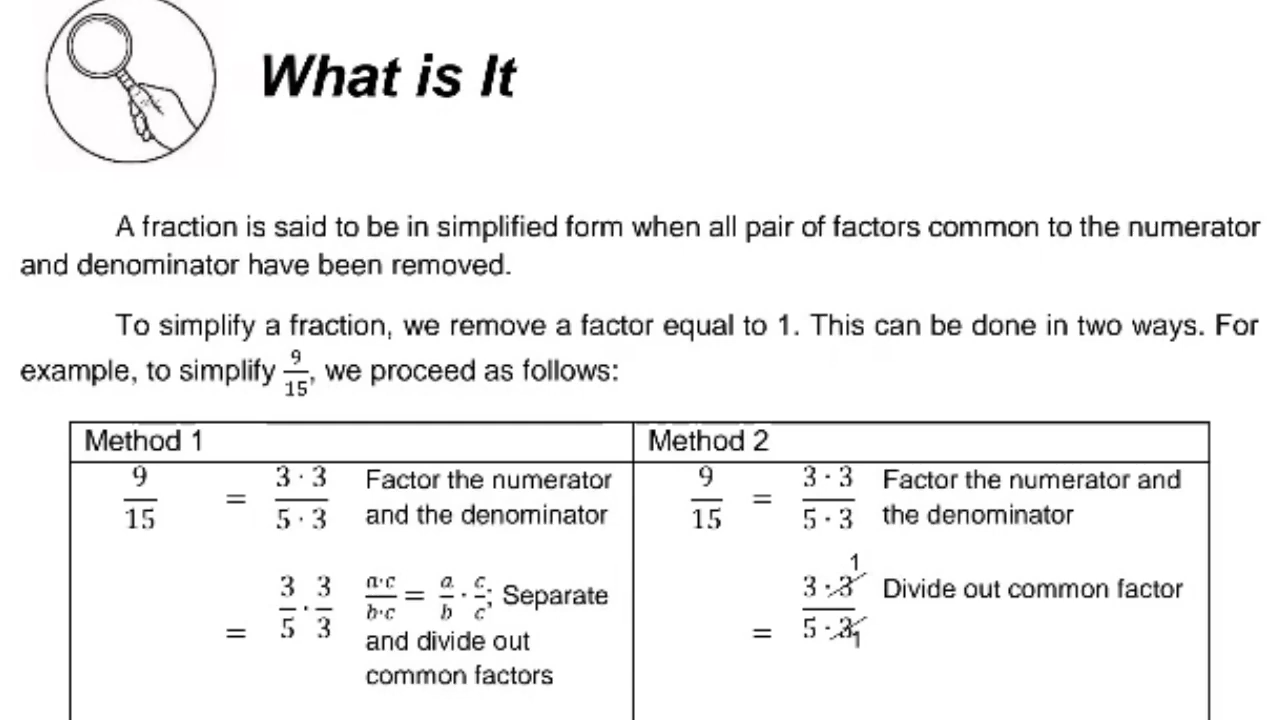 What is It
A fraction is said to be in simplified form when all pair of factors common to the numerator
and denominator have been removed.
To simplify a fraction, we remove a factor equal to 1. This can be done in two ways. For
example, to simplify 9/15, we proceed as follows:
Method 1
9/15 = 3 · 3/5 · 3 Factor the numerator
and the denominator
= 3/5 · 3/3 a·c/b·c = a/b · c/c; Separate
and divide out
common factors
Method 2
9/15 = 3 · 3/5 · 3 Factor the numerator and
the denominator
1
= 3 · 3/5 · 3 Divide out common factor
1